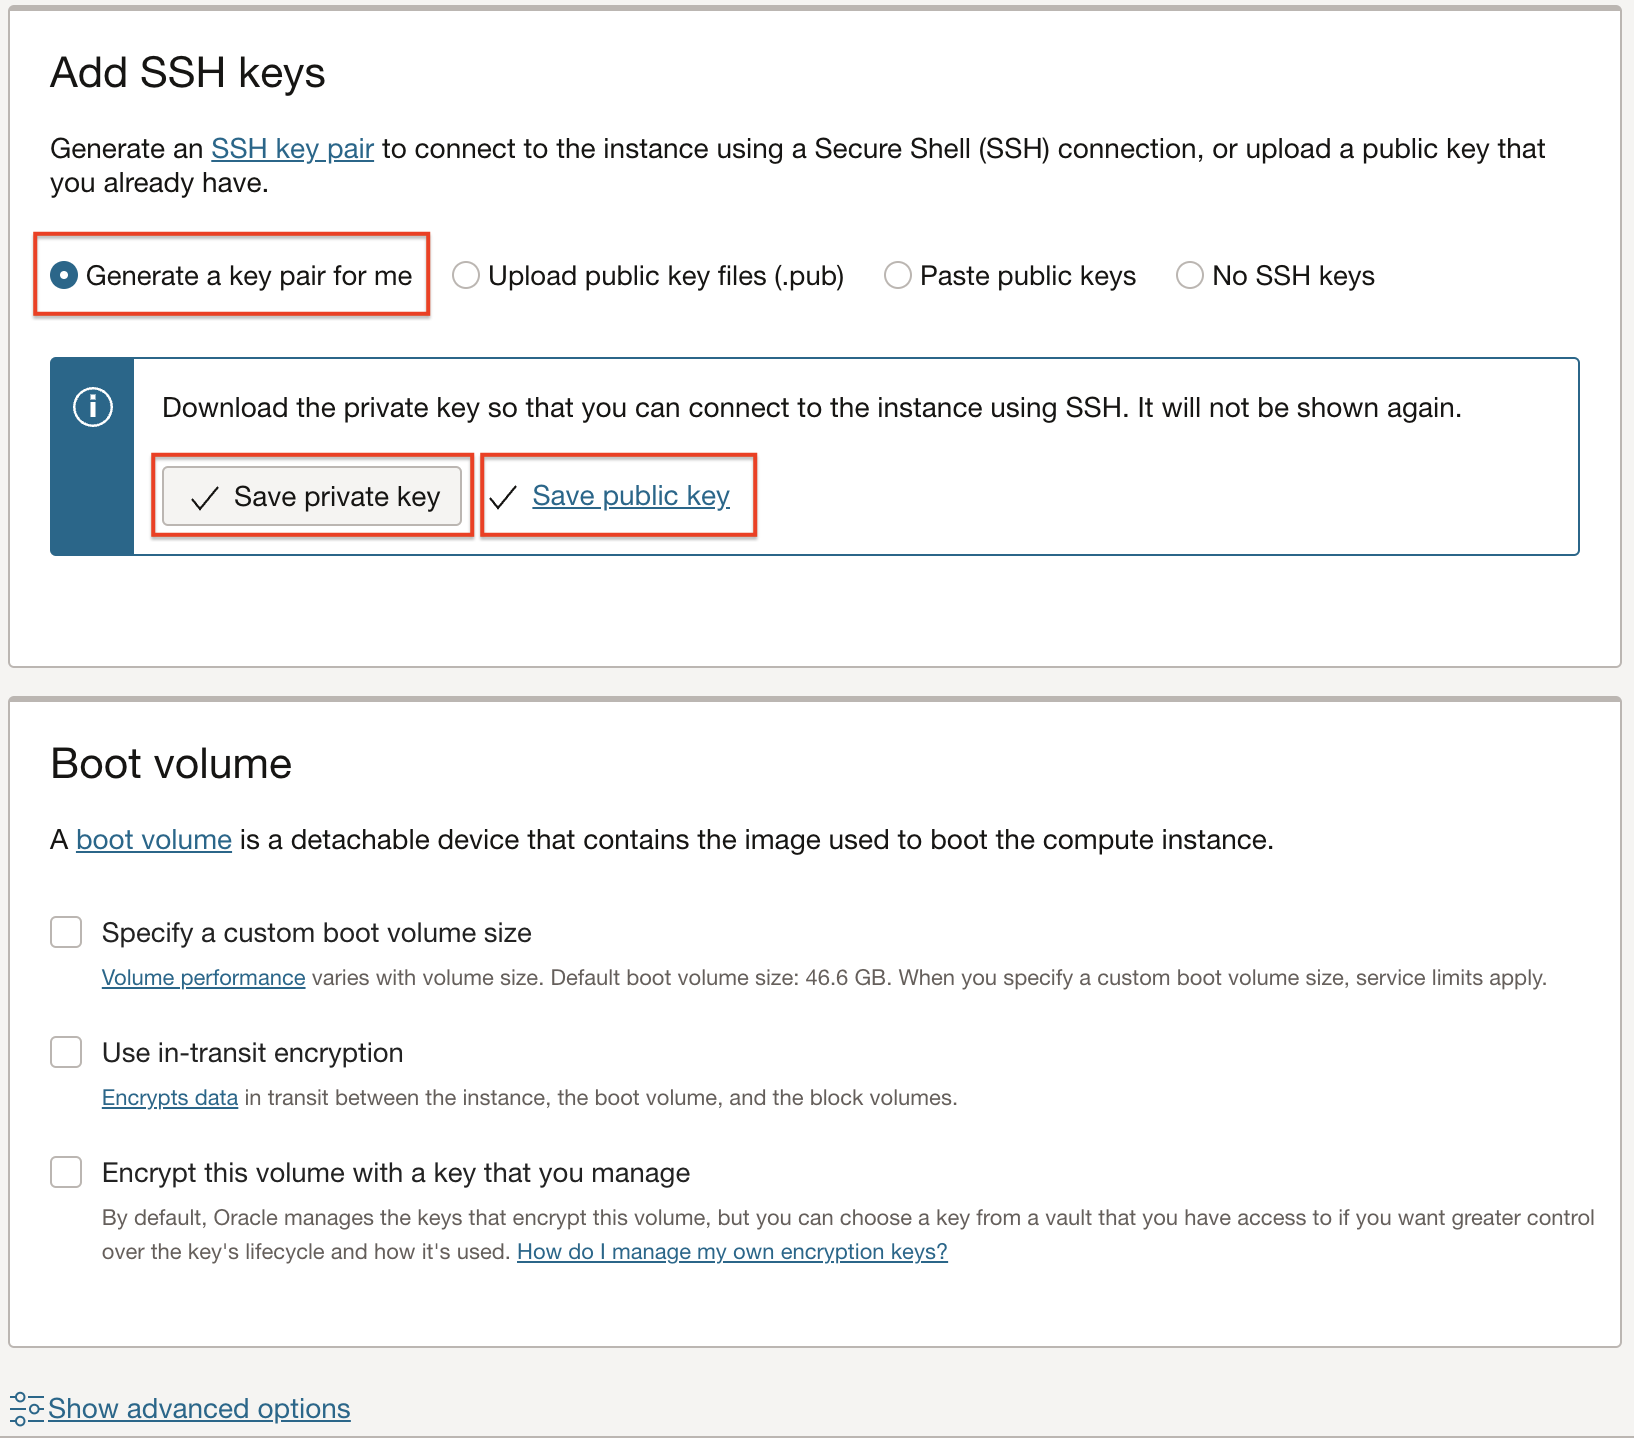 Add SSH keys
Generate an SSH key pair to connect to the instance using a Secure Shell (SSH) connection, or upload a public key that
you already have.
Generate a key pair for me Upload public key files (.pub) Paste public keys No SSH keys
Download the private key so that you can connect to the instance using SSH. It will not be shown again.
Save private key Save public key
Boot volume
A boot volume is a detachable device that contains the image used to boot the compute instance.
Specify a custom boot volume size
Volume performance varies with volume size. Default boot volume size: 46.6 GB. When you specify a custom boot volume size, service limits apply.
Use in-transit encryption
Encrypts data in transit between the instance, the boot volume, and the block volumes.
Encrypt this volume with a key that you manage
By default, Oracle manages the keys that encrypt this volume, but you can choose a key from a vault that you have access to if you want greater control
over the key's lifecycle and how it's used. How do I manage my own encryption keys?
Show advanced options